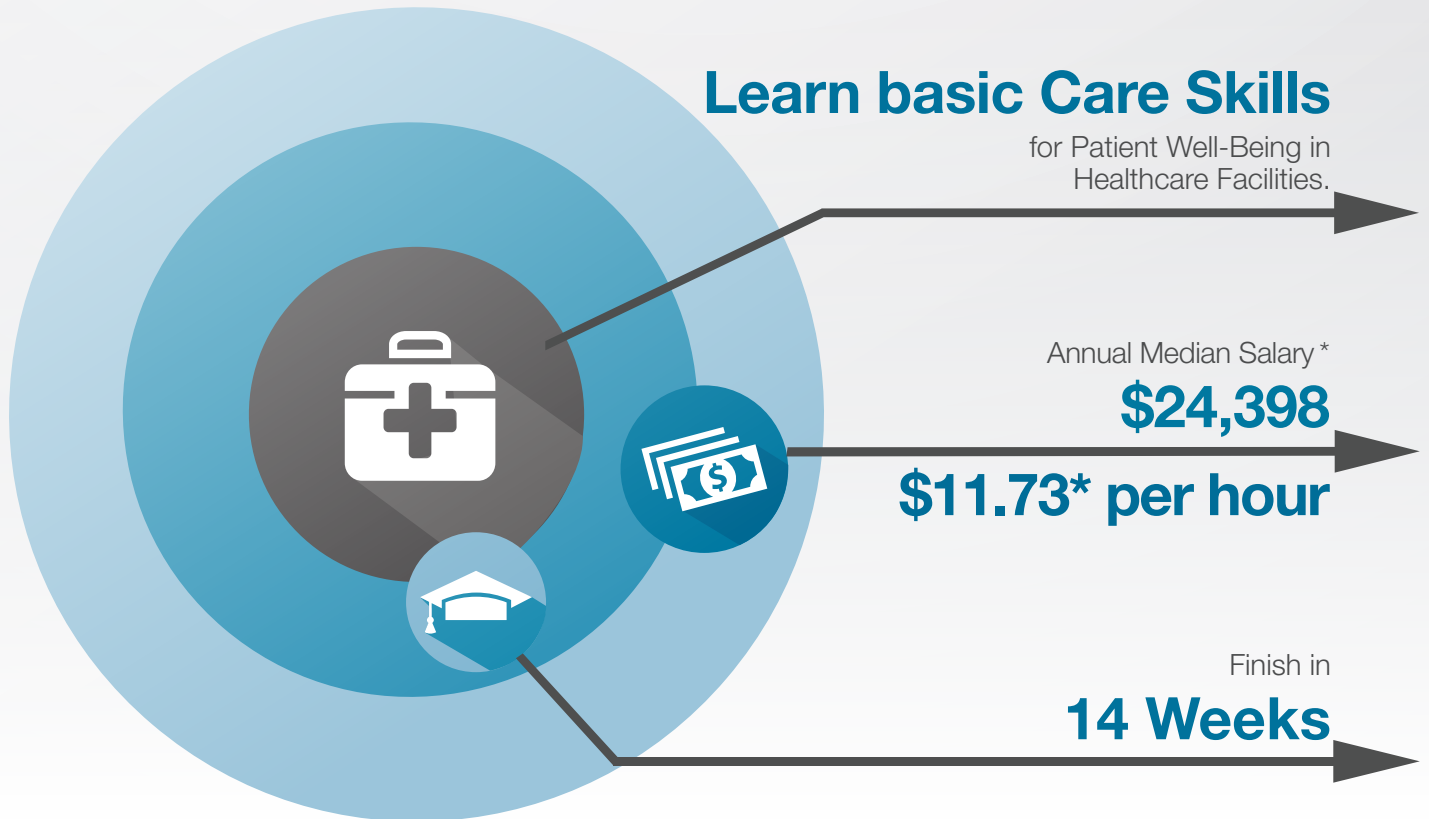 Learn basic Care Skills
for Patient Well-Being in
Healthcare Facilities.
Annual Median Salary *
$24,398
$11.73* per hour
Finish in
14 Weeks